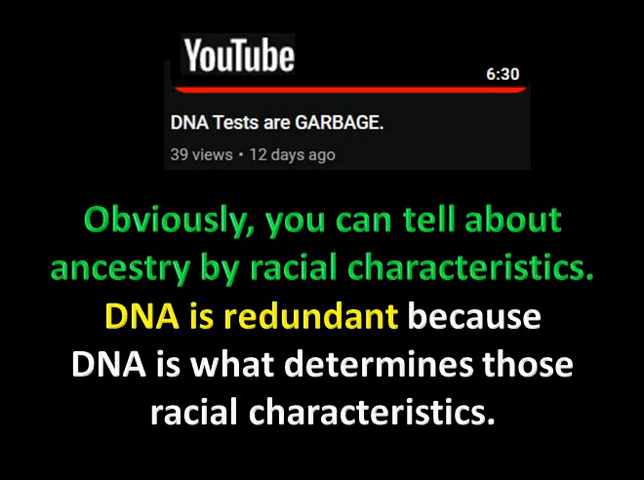 YouTube
6:30
DNA Tests are GARBAGE.
39 views • 12 days ago
Obviously, you can tell about
ancestry by racial characteristics.
DNA is redundant because
DNA is what determines those
racial characteristics.